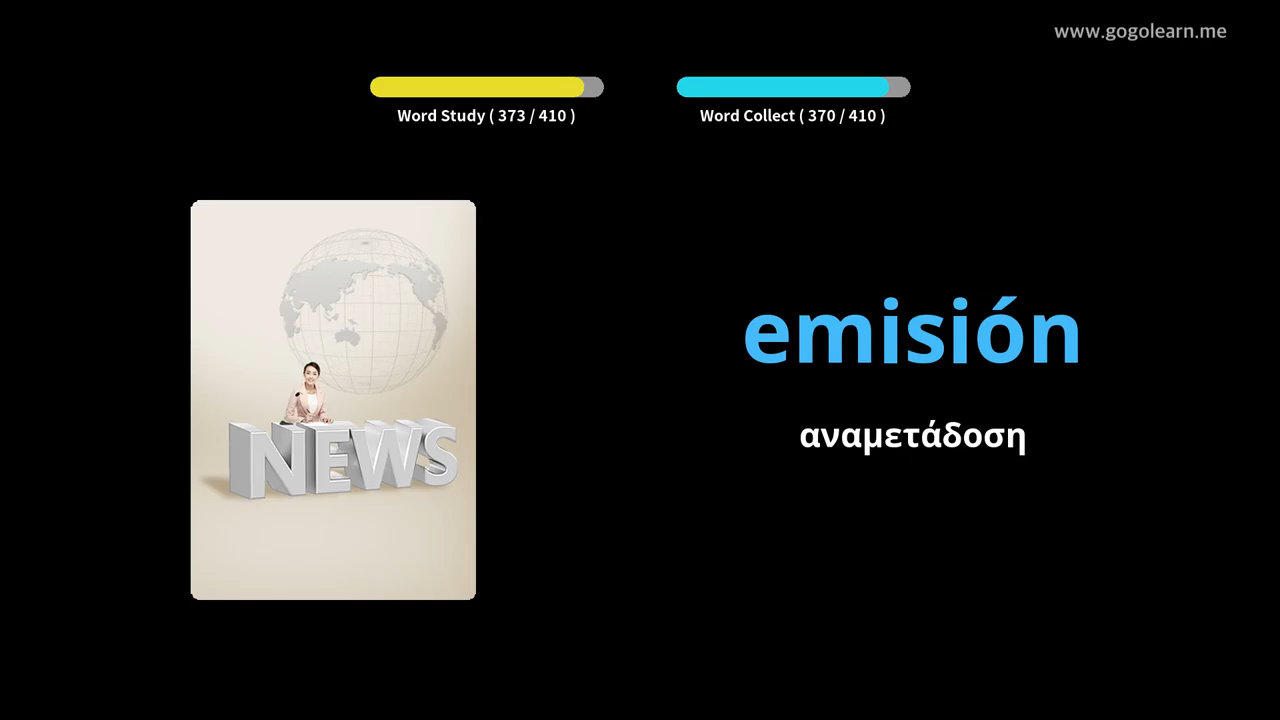 www.gogolearn.me
Word Study ( 373 / 410 )
Word Collect ( 370 / 410 )
NEWS
emisión
αναμετάδοση